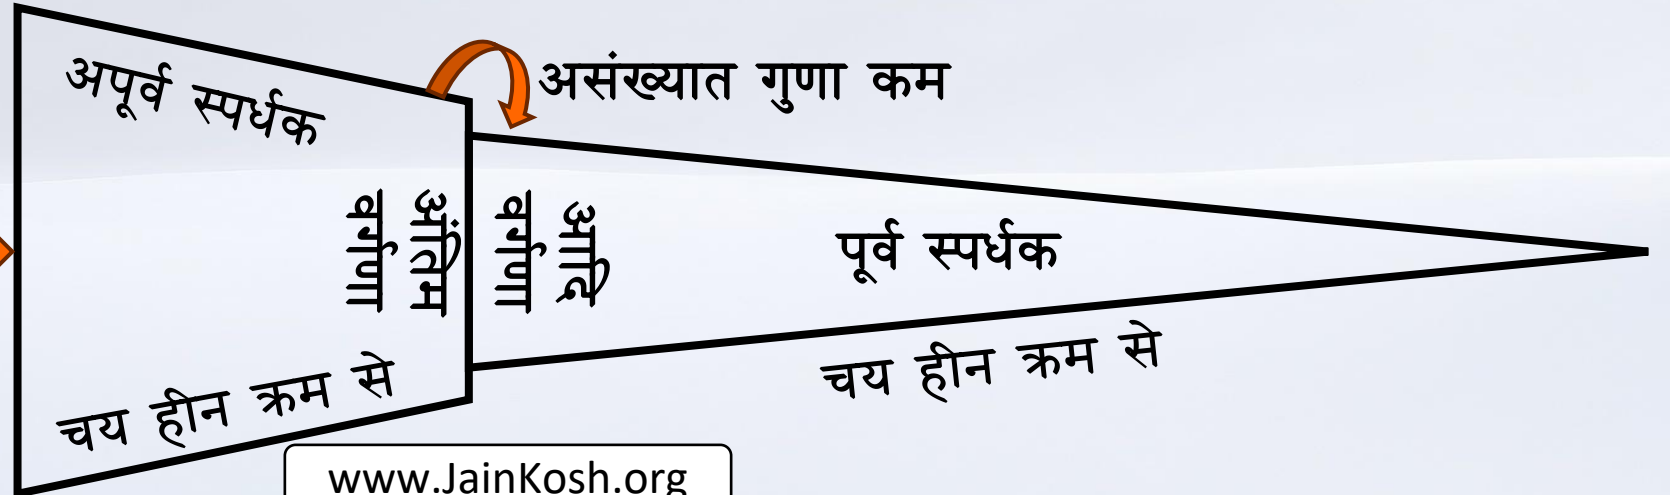 अपूर्व स्पर्धक
असंख्यात गुणा कम
अंतिम
वर्गणा
आदि
वर्गणा
पूर्व स्पर्धक
चय हीन क्रम से
चय हीन क्रम से
www.JainKosh.org